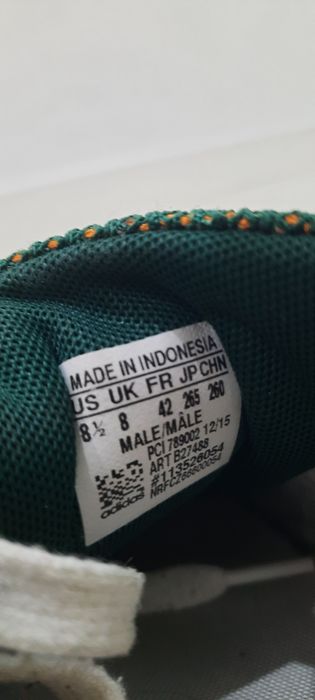 MADE IN INDONESIA
US UK FR JP CHN
8½ 8 42 265 260
MALE/MÂLE
PCI 789002 12/15
ART B27488
#113526054
adidas